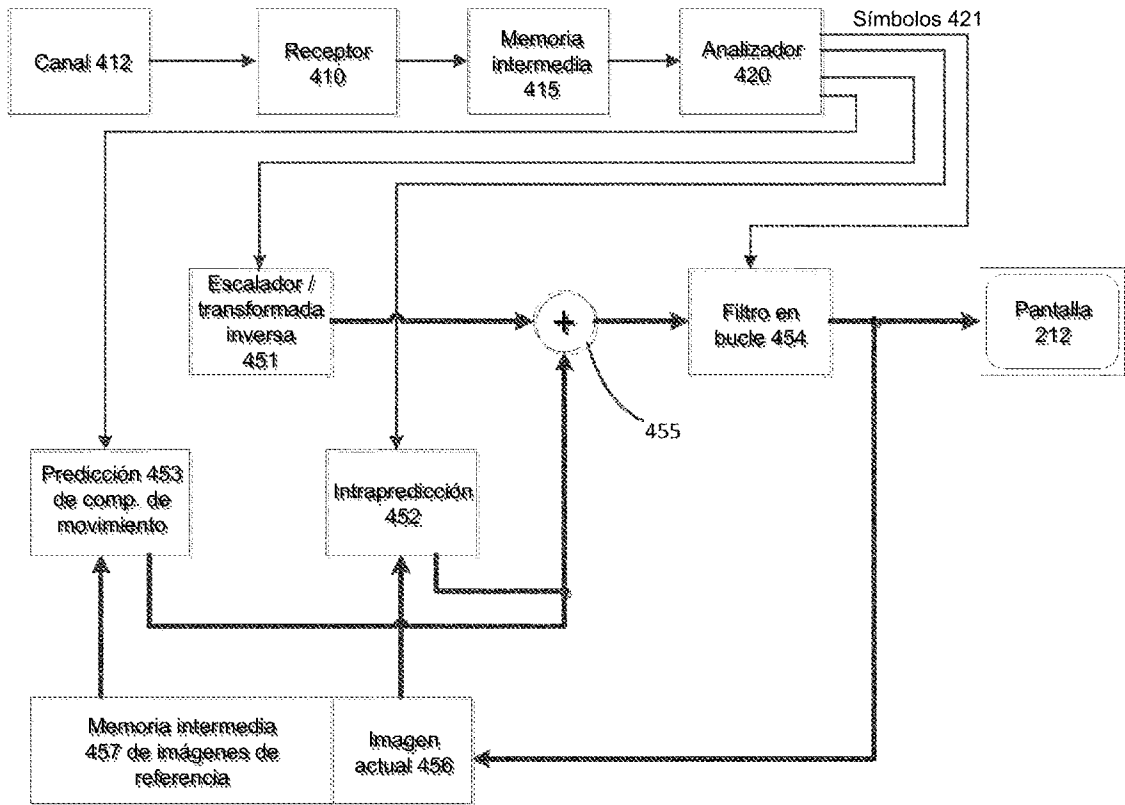 Símbolos 421
Canal 412
Receptor
410
Memoria
intermedia
415
Analizador
420
Escalador /
transformada
inversa
451
+
Filtro en
bucle 454
Pantalla
212
455
Predicción 453
de comp. de
movimiento
Intrapredicción
452
Memoria intermedia
457 de imágenes de
referencia
Imagen
actual 456